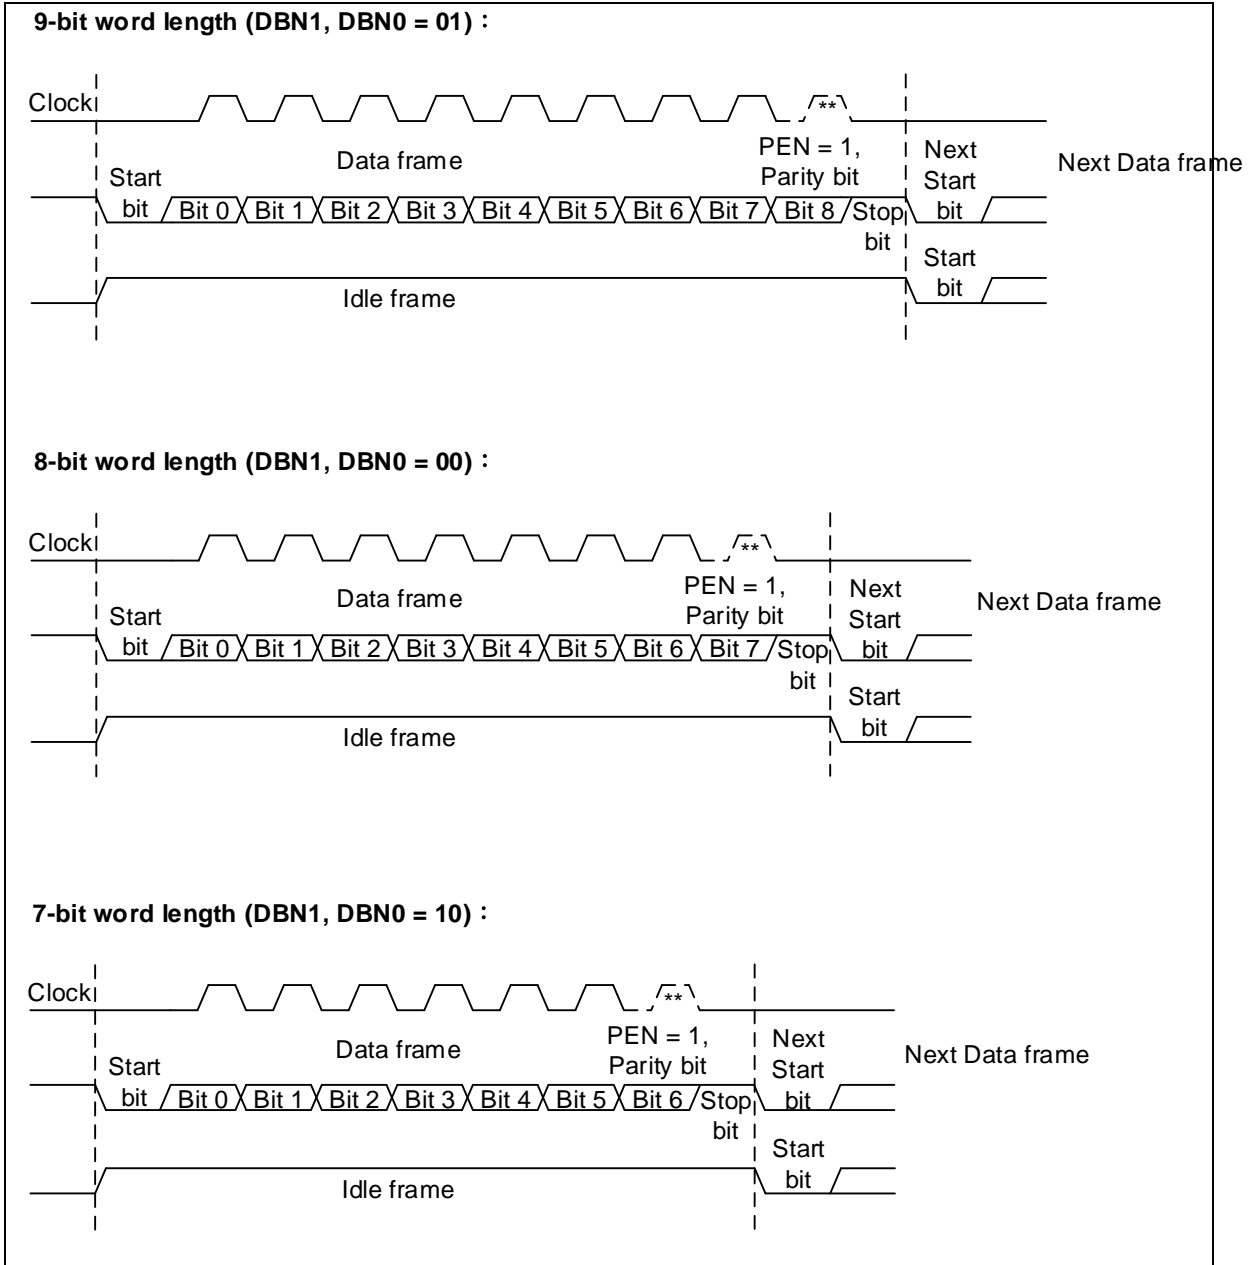 9-bit word length (DBN1, DBN0 = 01)：
Clock
**
Data frame
PEN = 1,
Parity bit
Next
Start
bit
Next Data frame
Start
bit
Bit 0 Bit 1 Bit 2 Bit 3 Bit 4 Bit 5 Bit 6 Bit 7 Bit 8
Stop
bit
Idle frame
Start
bit
8-bit word length (DBN1, DBN0 = 00)：
Clock
**
Data frame
PEN = 1,
Parity bit
Next
Start
bit
Next Data frame
Start
bit
Bit 0 Bit 1 Bit 2 Bit 3 Bit 4 Bit 5 Bit 6 Bit 7
Stop
bit
Idle frame
Start
bit
7-bit word length (DBN1, DBN0 = 10)：
Clock
**
Data frame
PEN = 1,
Parity bit
Next
Start
bit
Next Data frame
Start
bit
Bit 0 Bit 1 Bit 2 Bit 3 Bit 4 Bit 5 Bit 6
Stop
bit
Idle frame
Start
bit